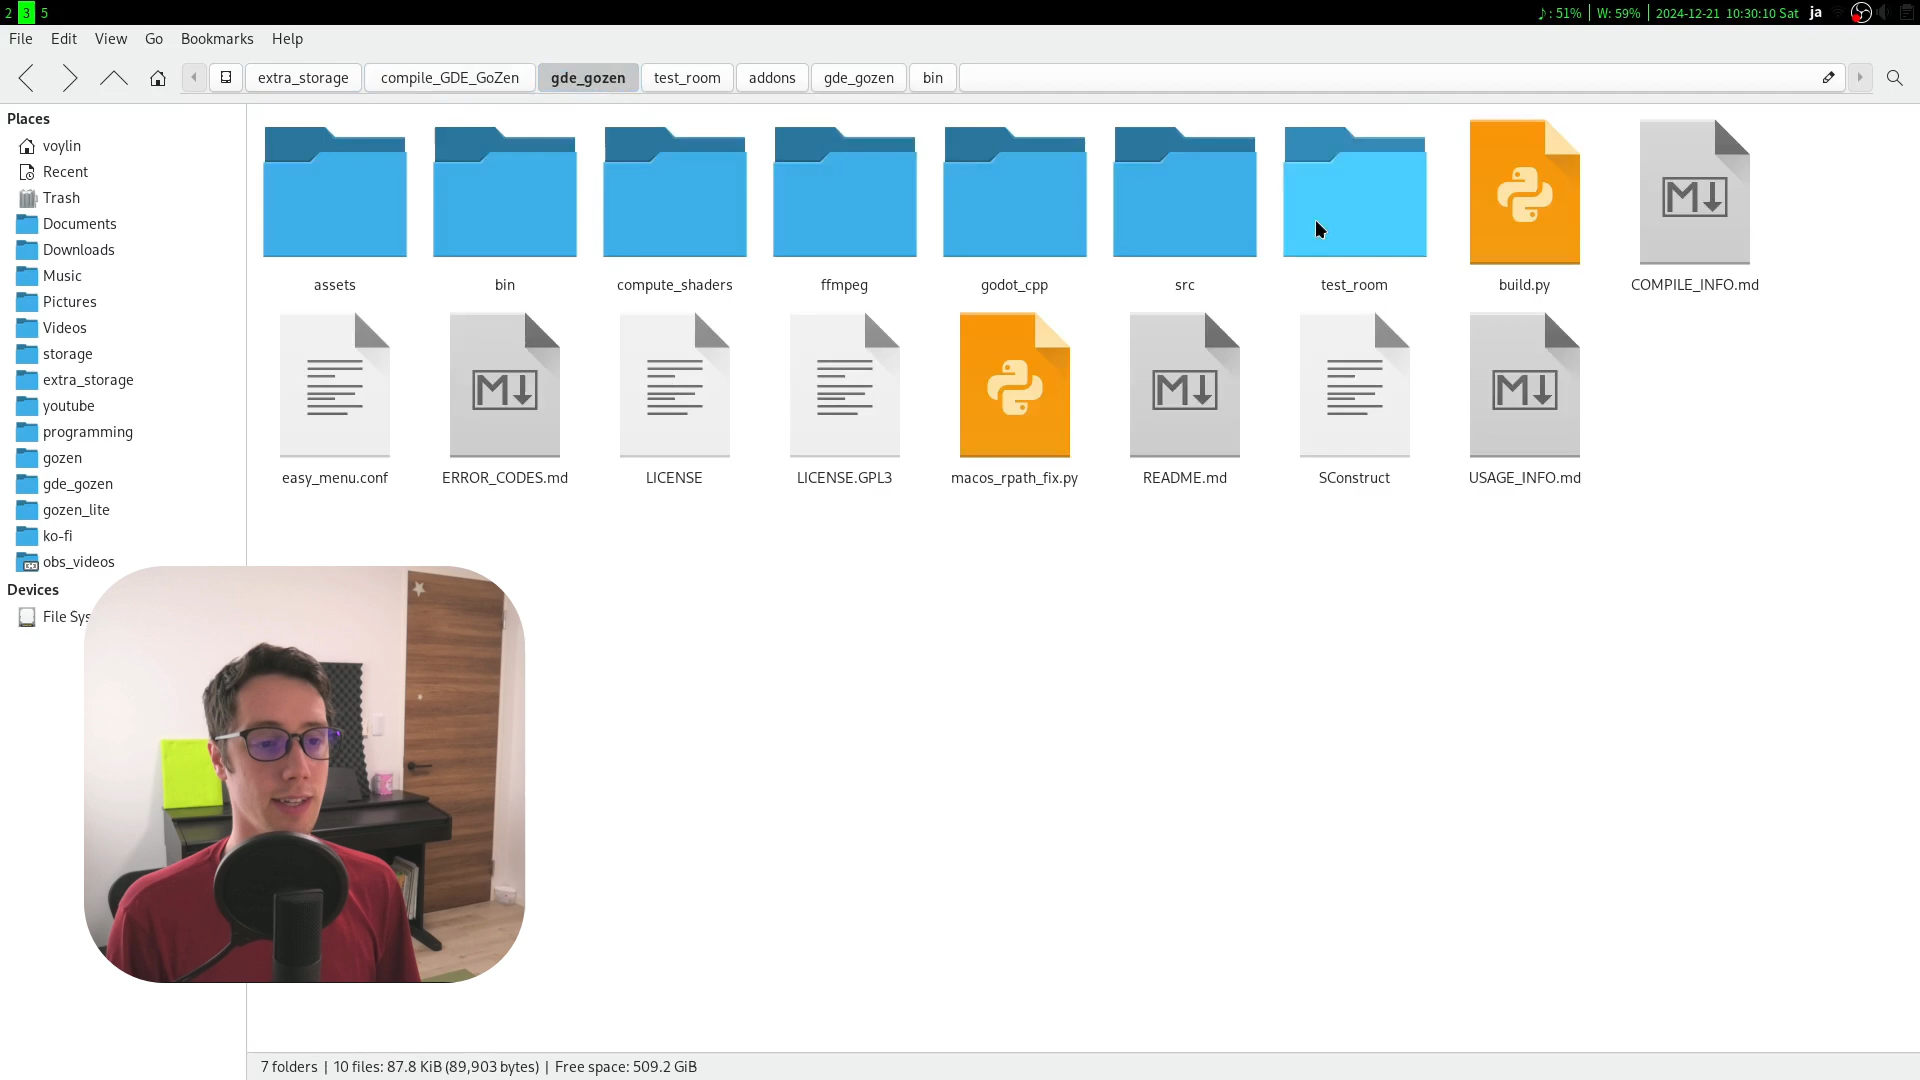 2 3 5
♪: 51% | W: 59% | 2024-12-21 10:30:10 Sat ja
File Edit View Go Bookmarks Help
extra_storage compile_GDE_GoZen gde_gozen test_room addons gde_gozen bin
Places
voylin
Recent
Trash
Documents
Downloads
Music
Pictures
Videos
storage
extra_storage
youtube
programming
gozen
gde_gozen
gozen_lite
ko-fi
obs_videos
Devices
File Sys
assets bin compute_shaders ffmpeg godot_cpp src test_room build.py COMPILE_INFO.md
easy_menu.conf ERROR_CODES.md LICENSE LICENSE.GPL3 macos_rpath_fix.py README.md SConstruct USAGE_INFO.md
7 folders | 10 files: 87.8 KiB (89,903 bytes) | Free space: 509.2 GiB